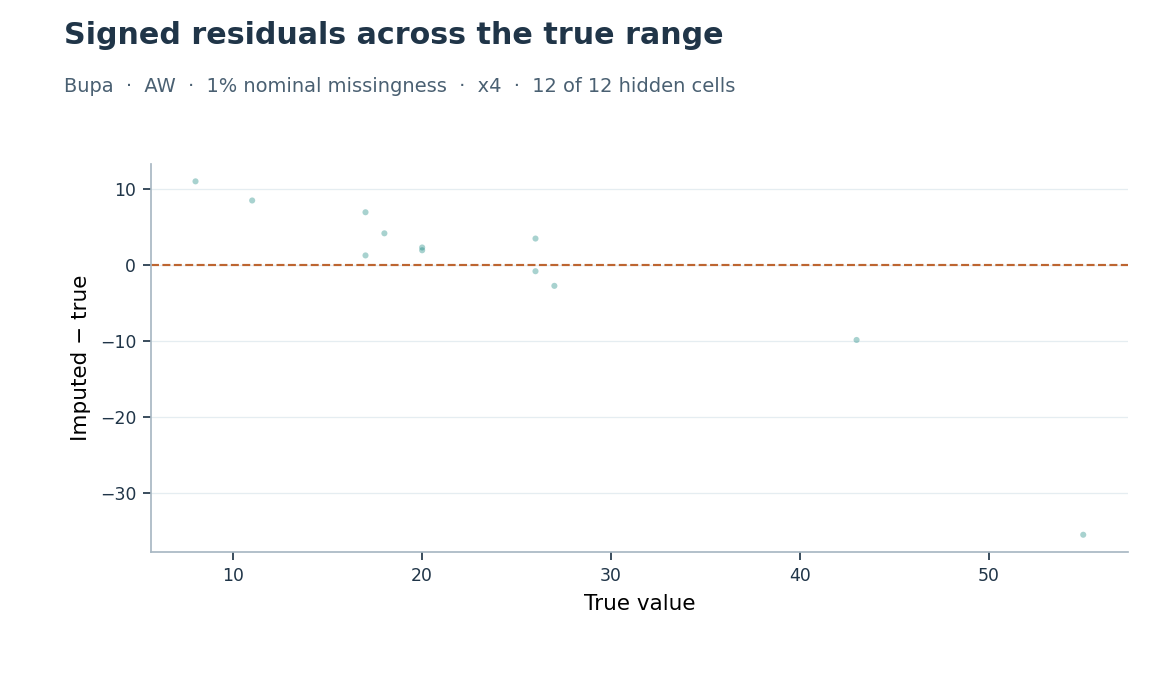 Signed residuals across the true range
Bupa · AW · 1% nominal missingness · x4 · 12 of 12 hidden cells
10
0
−10
−20
−30
Imputed − true
10 20 30 40 50
True value